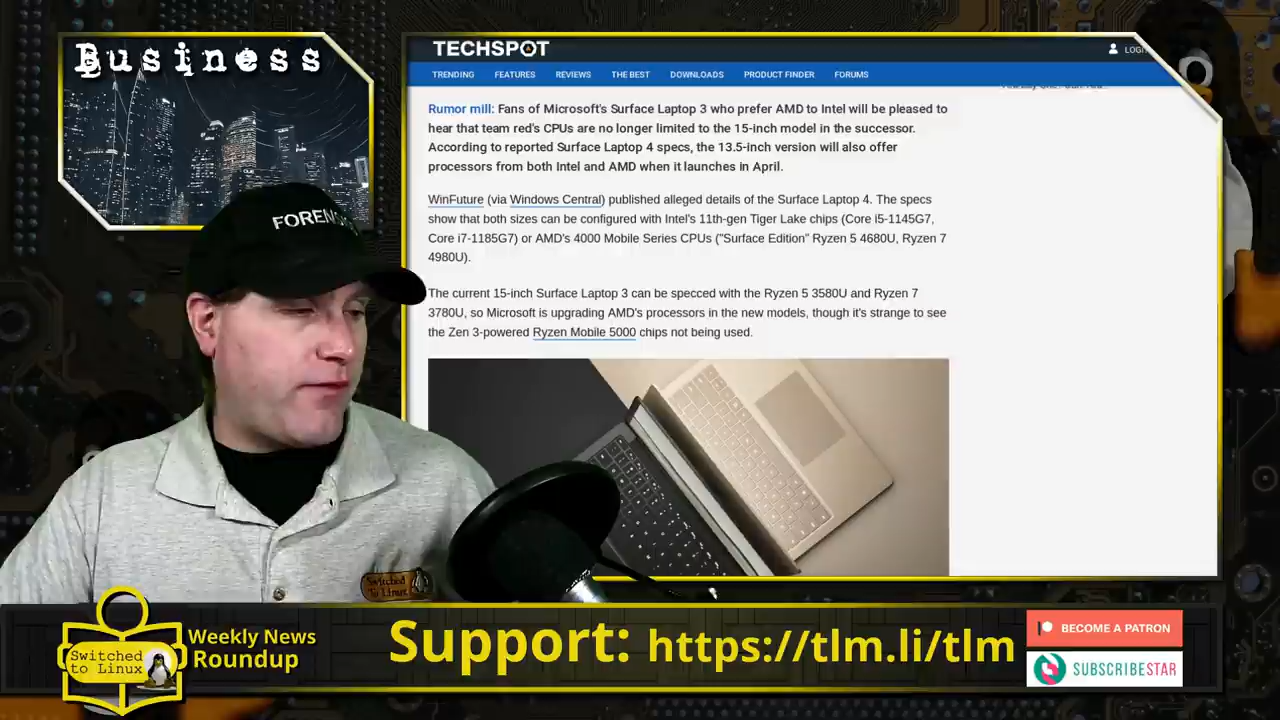 Business
TECHSPOT
LOGIN
TRENDING FEATURES REVIEWS THE BEST DOWNLOADS PRODUCT FINDER FORUMS
Rumor mill: Fans of Microsoft's Surface Laptop 3 who prefer AMD to Intel will be pleased to
hear that team red's CPUs are no longer limited to the 15-inch model in the successor.
According to reported Surface Laptop 4 specs, the 13.5-inch version will also offer
processors from both Intel and AMD when it launches in April.
WinFuture (via Windows Central) published alleged details of the Surface Laptop 4. The specs
show that both sizes can be configured with Intel's 11th-gen Tiger Lake chips (Core i5-1145G7,
Core i7-1185G7) or AMD's 4000 Mobile Series CPUs ("Surface Edition" Ryzen 5 4680U, Ryzen 7
4980U).
The current 15-inch Surface Laptop 3 can be specced with the Ryzen 5 3580U and Ryzen 7
3780U, so Microsoft is upgrading AMD's processors in the new models, though it's strange to see
the Zen 3-powered Ryzen Mobile 5000 chips not being used.
Switched
To Linux
Switched
to Linux
Weekly News
Roundup
Support: https://tlm.li/tlm
BECOME A PATRON
SUBSCRIBESTAR